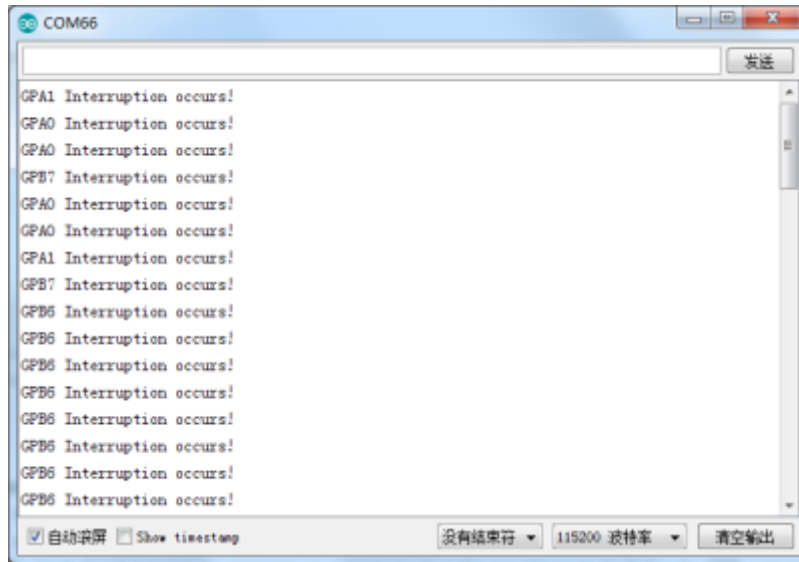 COM66
发送
GPA1 Interruption occurs!
GPA0 Interruption occurs!
GPA0 Interruption occurs!
GPB7 Interruption occurs!
GPA0 Interruption occurs!
GPA0 Interruption occurs!
GPA1 Interruption occurs!
GPB7 Interruption occurs!
GPB6 Interruption occurs!
GPB6 Interruption occurs!
GPB6 Interruption occurs!
GPB6 Interruption occurs!
GPB6 Interruption occurs!
GPB6 Interruption occurs!
GPB6 Interruption occurs!
GPB6 Interruption occurs!
自动滚屏 Show timestamp 没有结束符 115200 波特率 清空输出